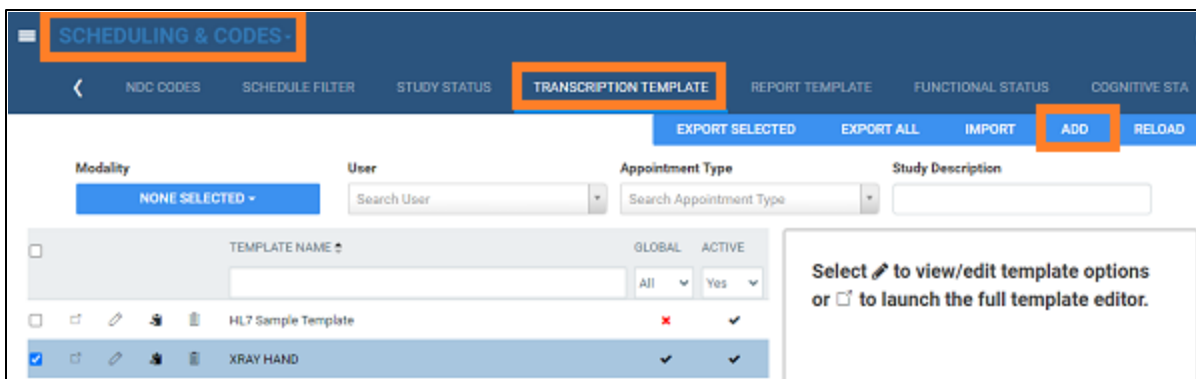 SCHEDULING & CODES
NDC CODES SCHEDULE FILTER STUDY STATUS TRANSCRIPTION TEMPLATE REPORT TEMPLATE FUNCTIONAL STATUS COGNITIVE STA
EXPORT SELECTED EXPORT ALL IMPORT ADD RELOAD
Modality User Appointment Type Study Description
NONE SELECTED Search User Search Appointment Type
TEMPLATE NAME GLOBAL ACTIVE
All Yes
Select to view/edit template options
or to launch the full template editor.
HL7 Sample Template
XRAY HAND